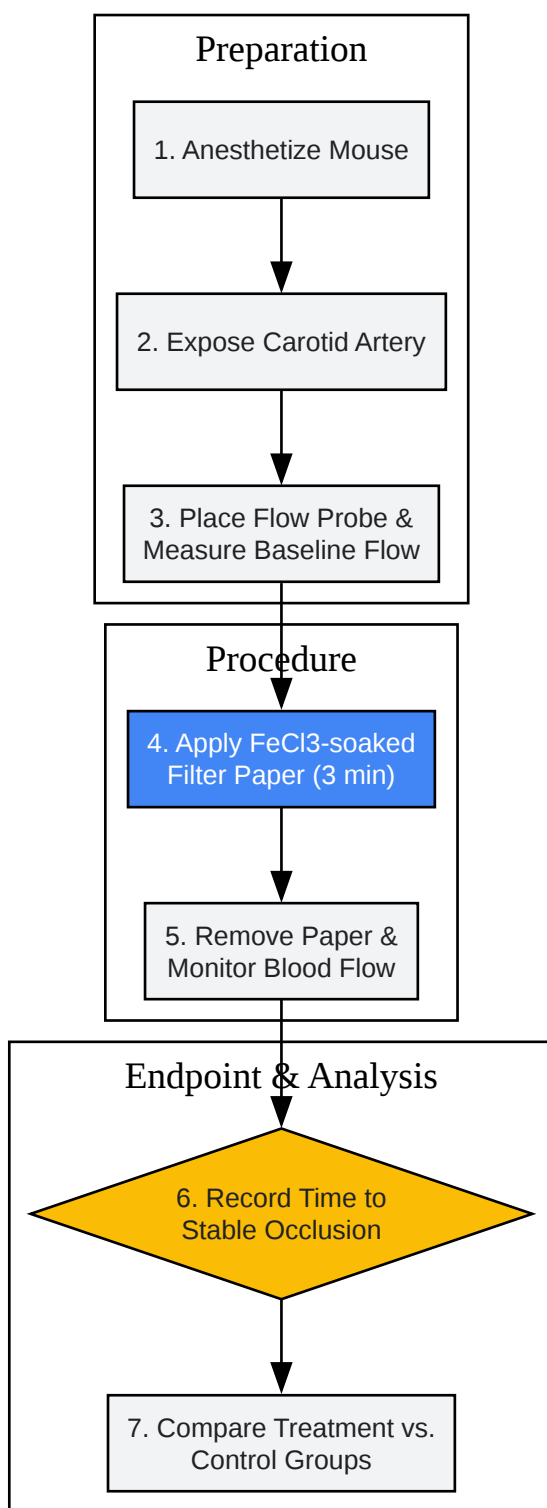 Preparation
1. Anesthetize Mouse
2. Expose Carotid Artery
3. Place Flow Probe &
Measure Baseline Flow
Procedure
4. Apply FeCl3-soaked
Filter Paper (3 min)
5. Remove Paper &
Monitor Blood Flow
Endpoint & Analysis
6. Record Time to
Stable Occlusion
7. Compare Treatment vs.
Control Groups